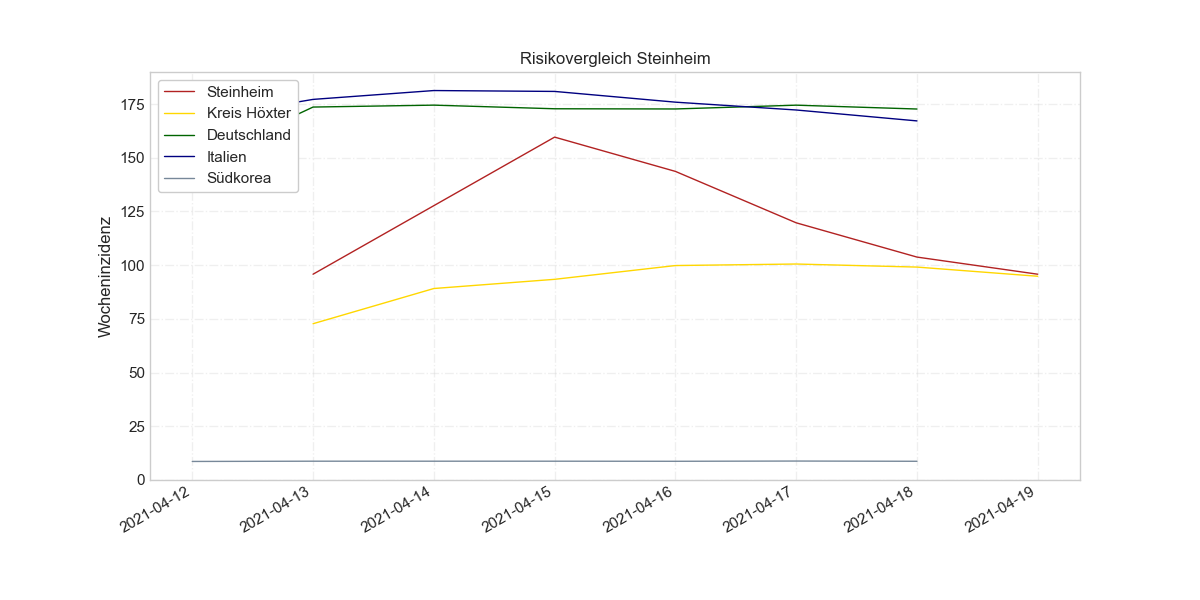 Risikovergleich Steinheim
Steinheim
Kreis Höxter
Deutschland
Italien
Südkorea
Wocheninzidenz
175
150
125
100
75
50
25
0
2021-04-12
2021-04-13
2021-04-14
2021-04-15
2021-04-16
2021-04-17
2021-04-18
2021-04-19